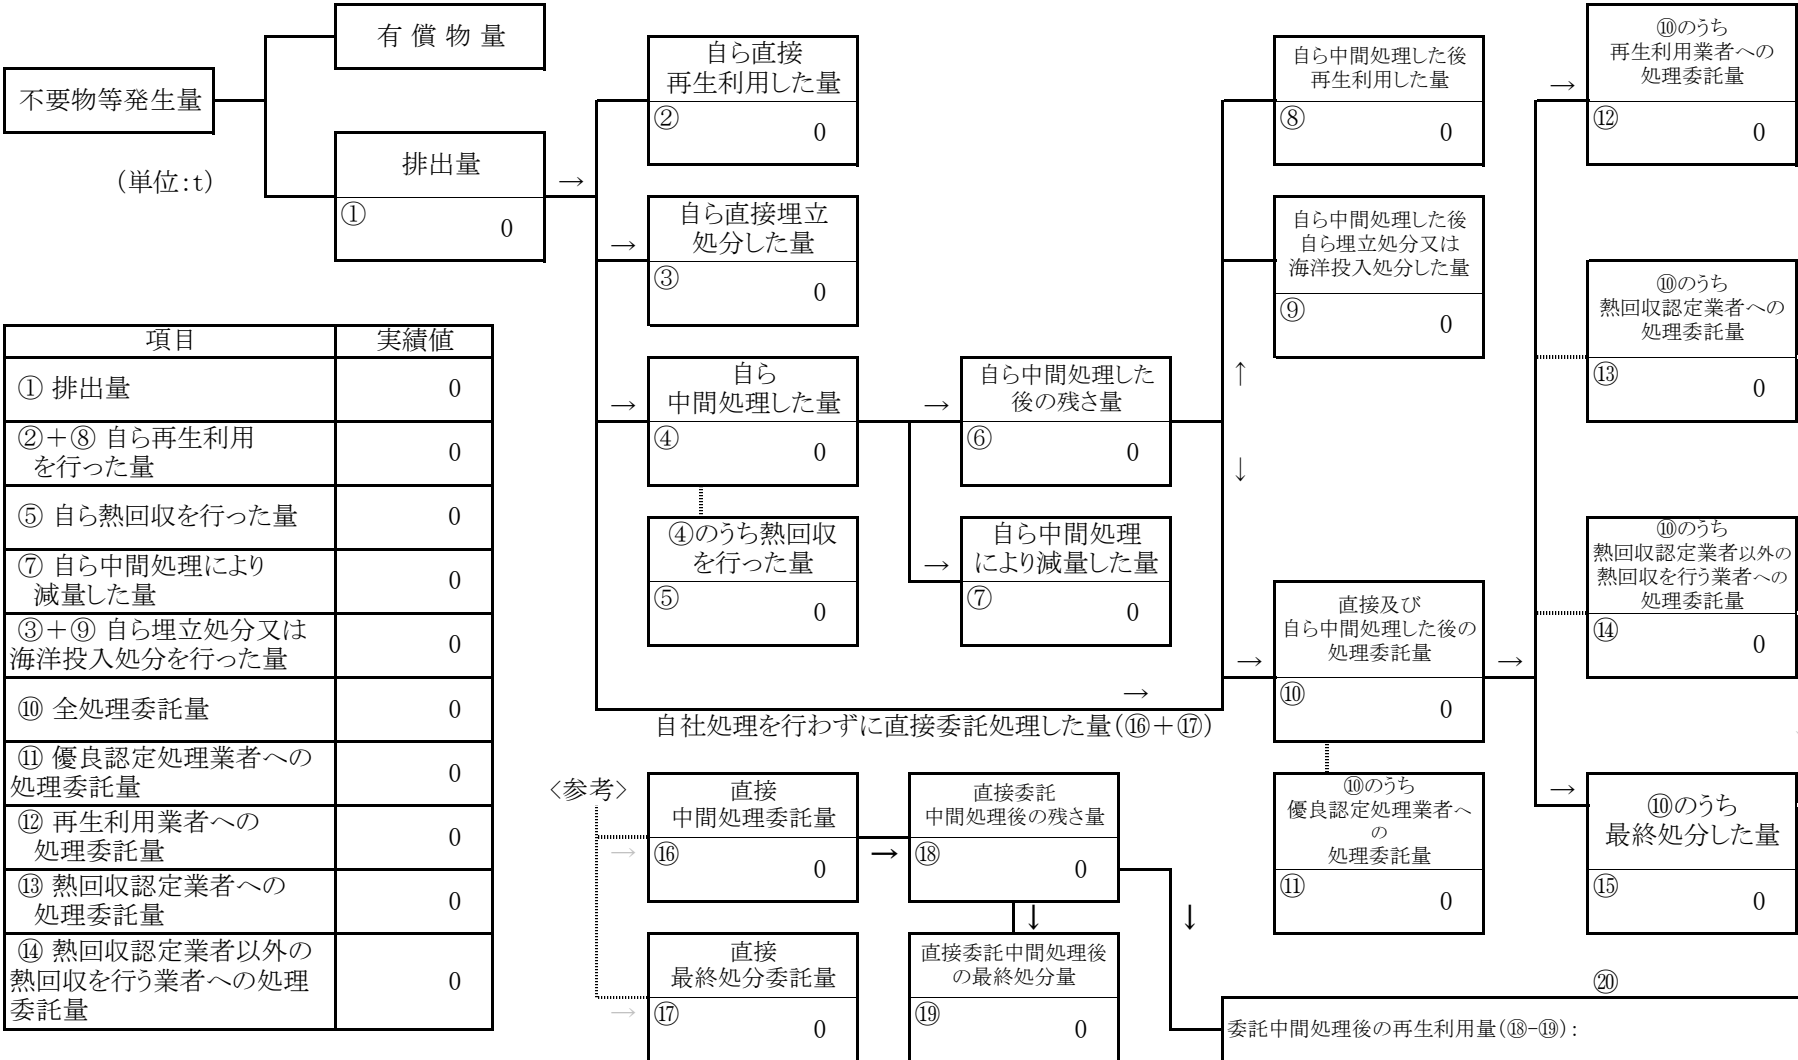 有 償 物 量
不要物等発生量
(単位:t)
排出量
①
0
→
自ら直接
再生利用した量
②
0
→
自ら直接埋立
処分した量
③
0
→
自ら
中間処理した量
④
0
④のうち熱回収
を行った量
⑤
0
→
自ら中間処理した
後の残さ量
⑥
0
→
自ら中間処理
により減量した量
⑦
0
自ら中間処理した後
再生利用した量
⑧
0
自ら中間処理した後
自ら埋立処分又は
海洋投入処分した量
⑨
0
↑
↓
→
直接及び
自ら中間処理した後の
処理委託量
⑩
0
→
⑩のうち
優良認定処理業者へ
の
処理委託量
⑪
0
→
⑩のうち
再生利用業者への
処理委託量
⑫
0
⑩のうち
熱回収認定業者への
処理委託量
⑬
0
⑩のうち
熱回収認定業者以外の
熱回収を行う業者への
処理委託量
⑭
0
→
⑩のうち
最終処分した量
⑮
0
→
自社処理を行わずに直接委託処理した量(⑯+⑰)
<参考>
→
直接
中間処理委託量
⑯
0
→
直接委託
中間処理後の残さ量
⑱
0
↓
↓
→
直接
最終処分委託量
⑰
0
直接委託中間処理後
の最終処分量
⑲
0
⑳
委託中間処理後の再生利用量(⑱-⑲):
項目 実績値
① 排出量 0
②+⑧ 自ら再生利用
を行った量 0
⑤ 自ら熱回収を行った量 0
⑦ 自ら中間処理により
減量した量 0
③+⑨ 自ら埋立処分又は
海洋投入処分を行った量 0
⑩ 全処理委託量 0
⑪ 優良認定処理業者への
処理委託量 0
⑫ 再生利用業者への
処理委託量 0
⑬ 熱回収認定業者への
処理委託量 0
⑭ 熱回収認定業者以外の
熱回収を行う業者への処理
委託量 0